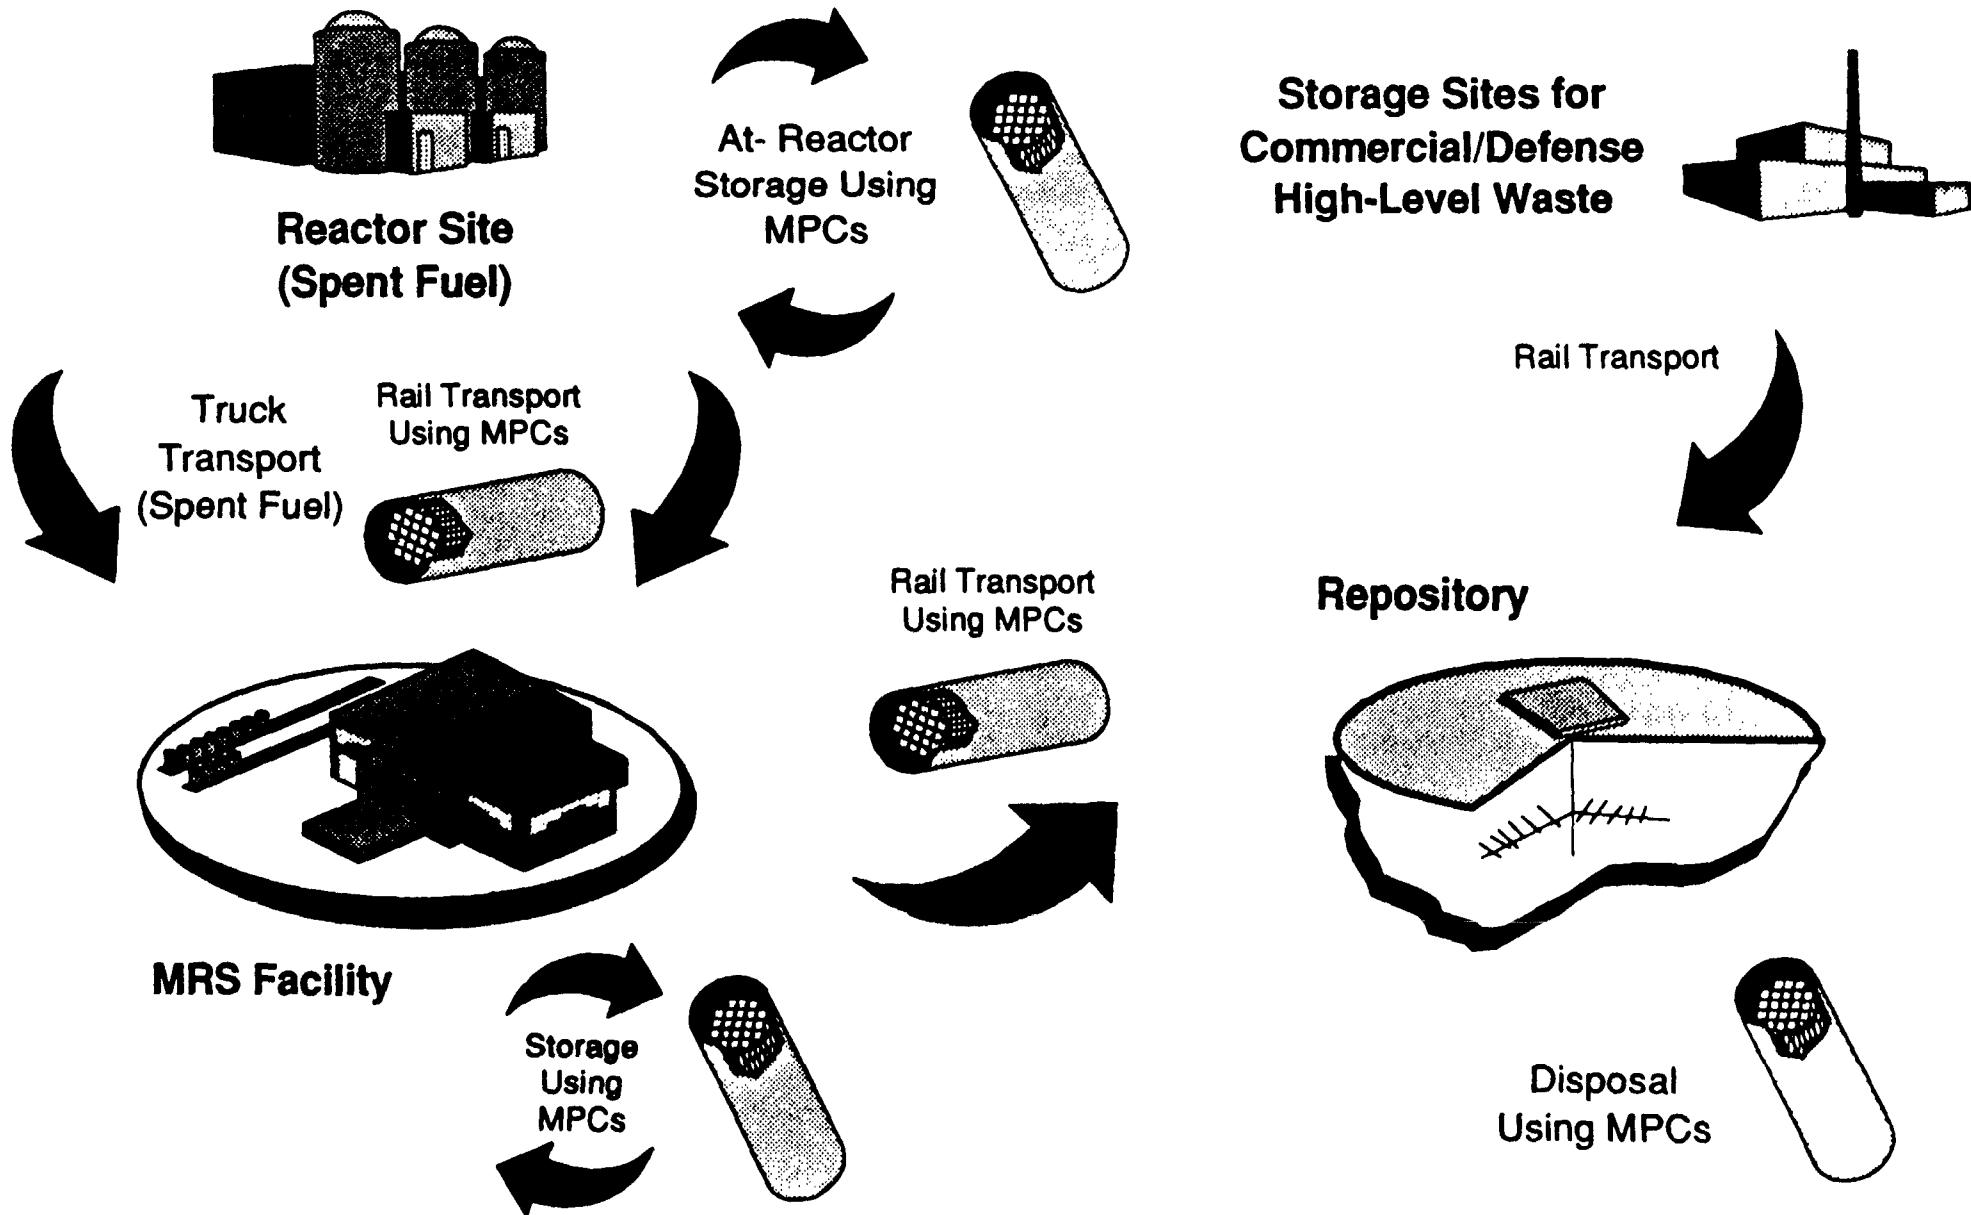 Reactor Site
(Spent Fuel)
At- Reactor
Storage Using
MPCs
Storage Sites for
Commercial/Defense
High-Level Waste
Truck
Transport
(Spent Fuel)
Rail Transport
Using MPCs
Rail Transport
Rail Transport
Using MPCs
Repository
MRS Facility
Storage
Using
MPCs
Disposal
Using MPCs